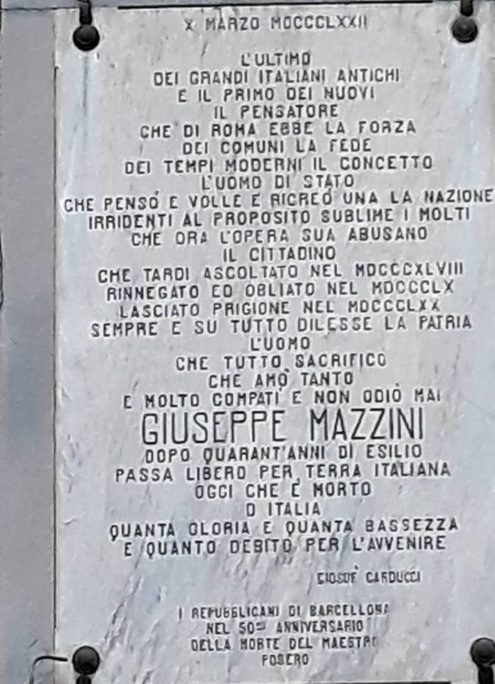 X MARZO MDCCCLXXII
L'ULTIMO
DEI GRANDI ITALIANI ANTICHI
E IL PRIMO DEI NUOVI
IL PENSATORE
CHE DI ROMA EBBE LA FORZA
DEI COMUNI LA FEDE
DEI TEMPI MODERNI IL CONCETTO
L'UOMO DI STATO
CHE PENSÒ E VOLLE E RICREÒ UNA LA NAZIONE
IRRIDENTI AL PROPOSITO SUBLIME I MOLTI
CHE ORA L'OPERA SUA ABUSANO
IL CITTADINO
CHE TARDI ASCOLTATO NEL MDCCCXLVIII
RINNEGATO ED OBLIATO NEL MDCCCLX
LASCIATO PRIGIONE NEL MDCCCLXX
SEMPRE E SU TUTTO DILESSE LA PATRIA
L'UOMO
CHE TUTTO SACRIFICO
CHE AMÒ TANTO
E MOLTO COMPATÌ E NON ODIÒ MAI
GIUSEPPE MAZZINI
DOPO QUARANT'ANNI DI ESILIO
PASSA LIBERO PER TERRA ITALIANA
OGGI CHE È MORTO
O ITALIA
QUANTA GLORIA E QUANTA BASSEZZA
E QUANTO DEBITO PER L'AVVENIRE
GIOSUÈ CARDUCCI
I REPUBBLICANI DI BARCELLONA
NEL 50mo ANNIVERSARIO
DELLA MORTE DEL MAESTRO
POSERO